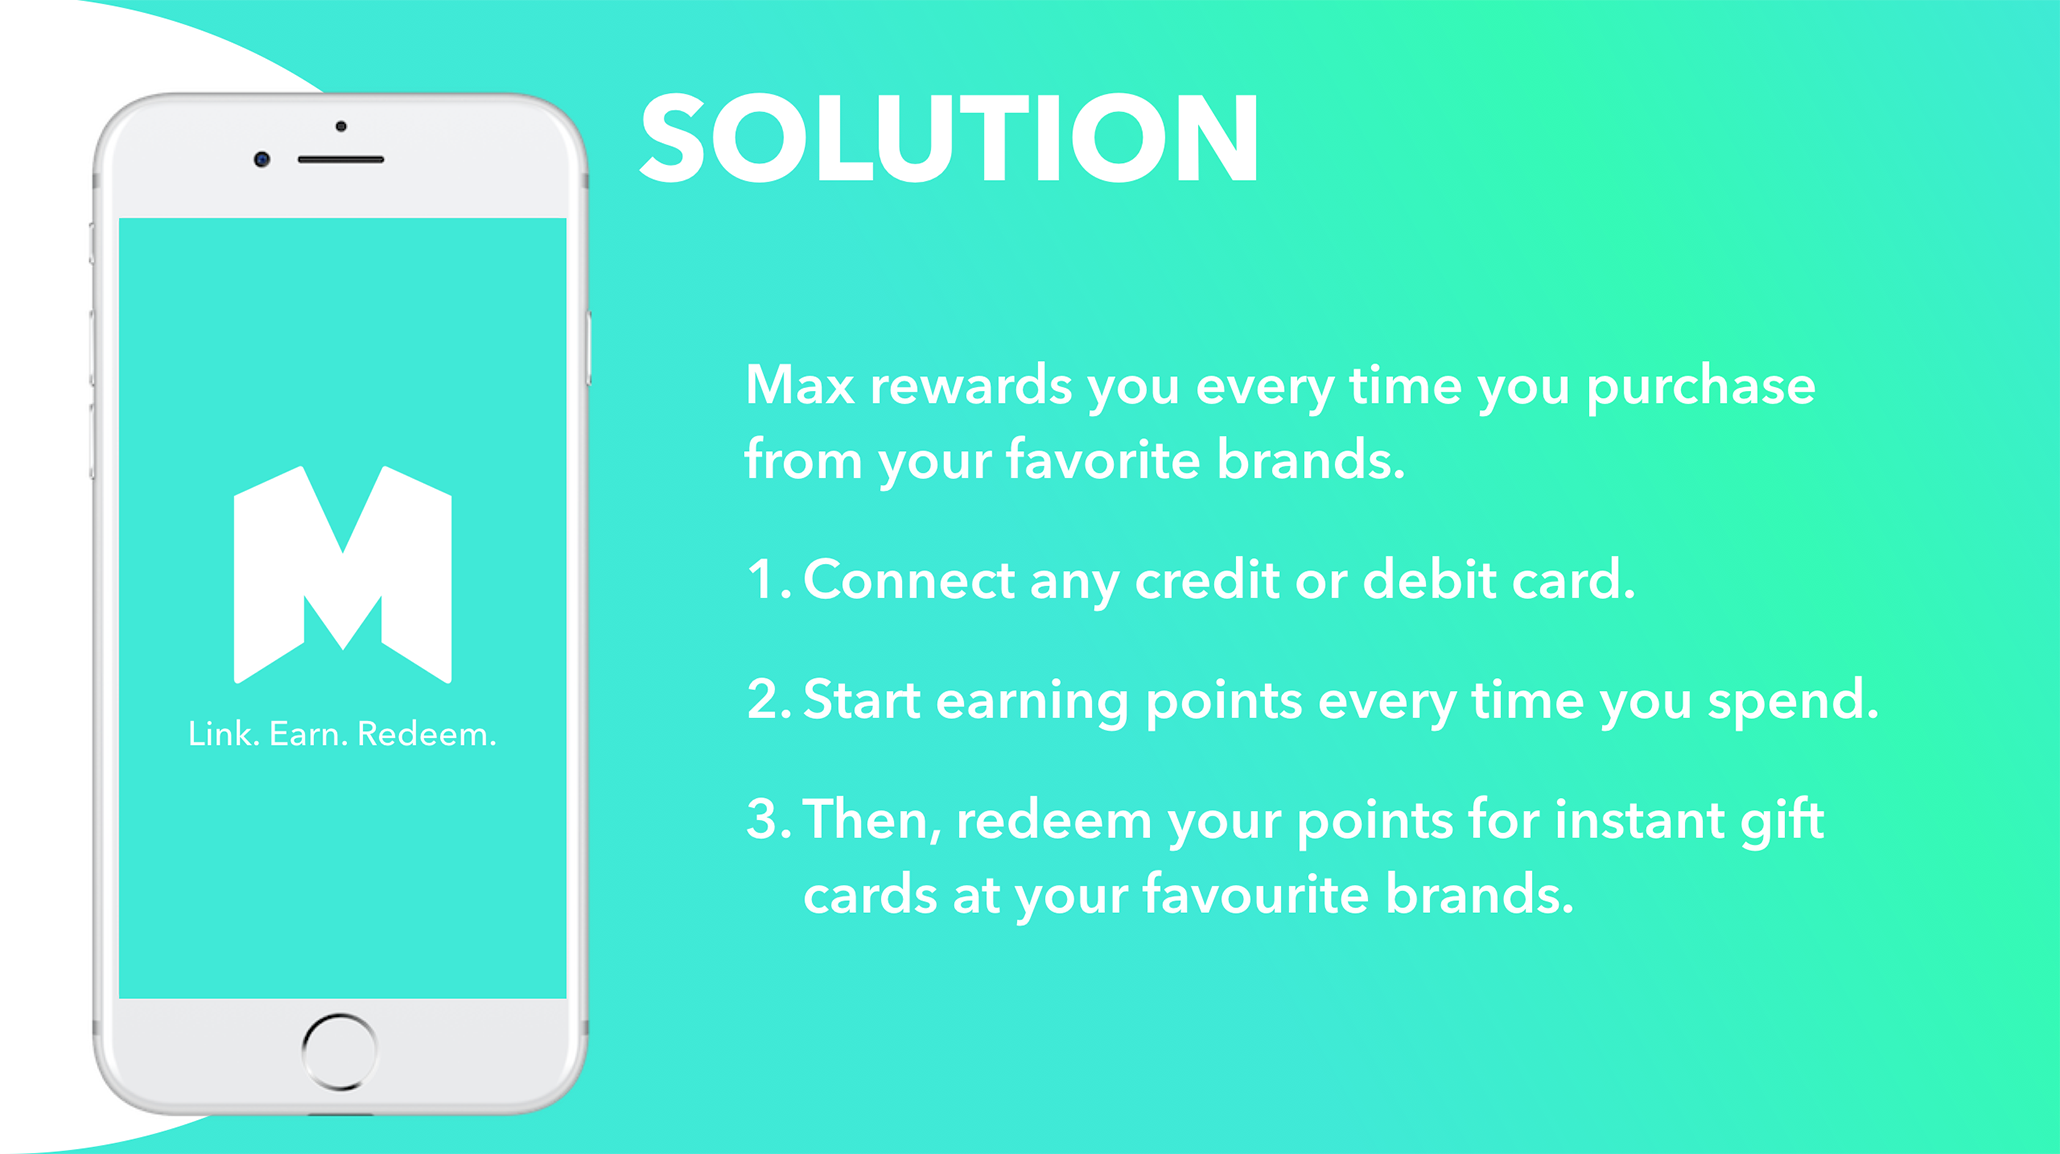 SOLUTION
Max rewards you every time you purchase
from your favorite brands.
1. Connect any credit or debit card.
2. Start earning points every time you spend.
3. Then, redeem your points for instant gift
cards at your favourite brands.
M
Link. Earn. Redeem.